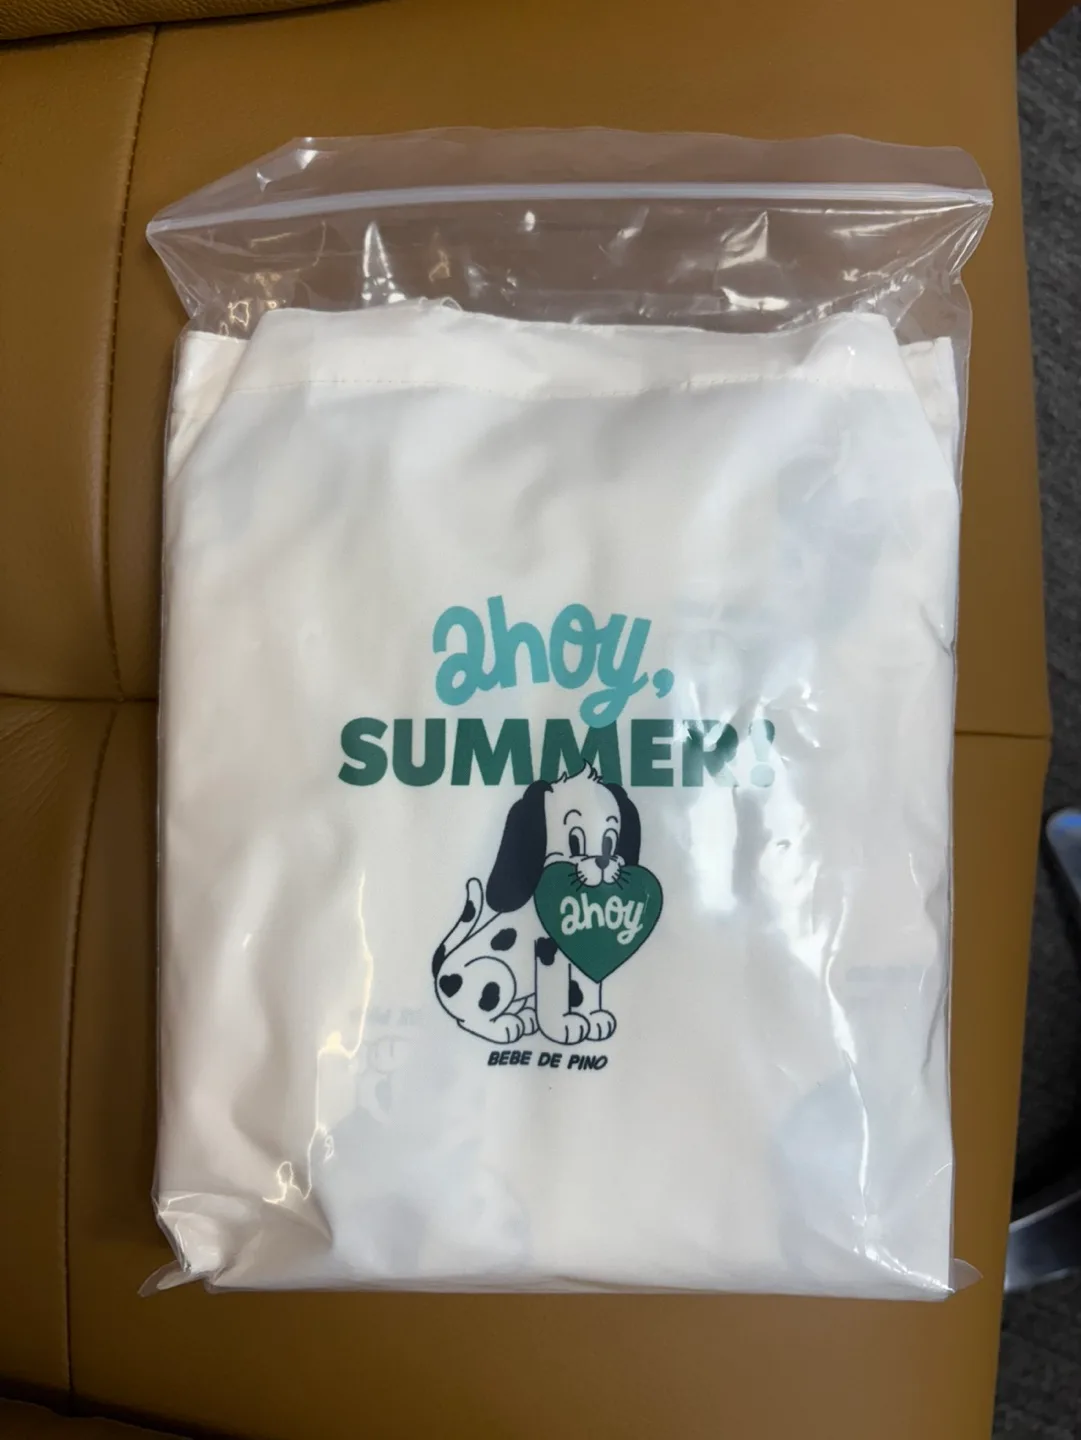 ahoy,
SUMMER!
ahoy
BEBE DE PINO